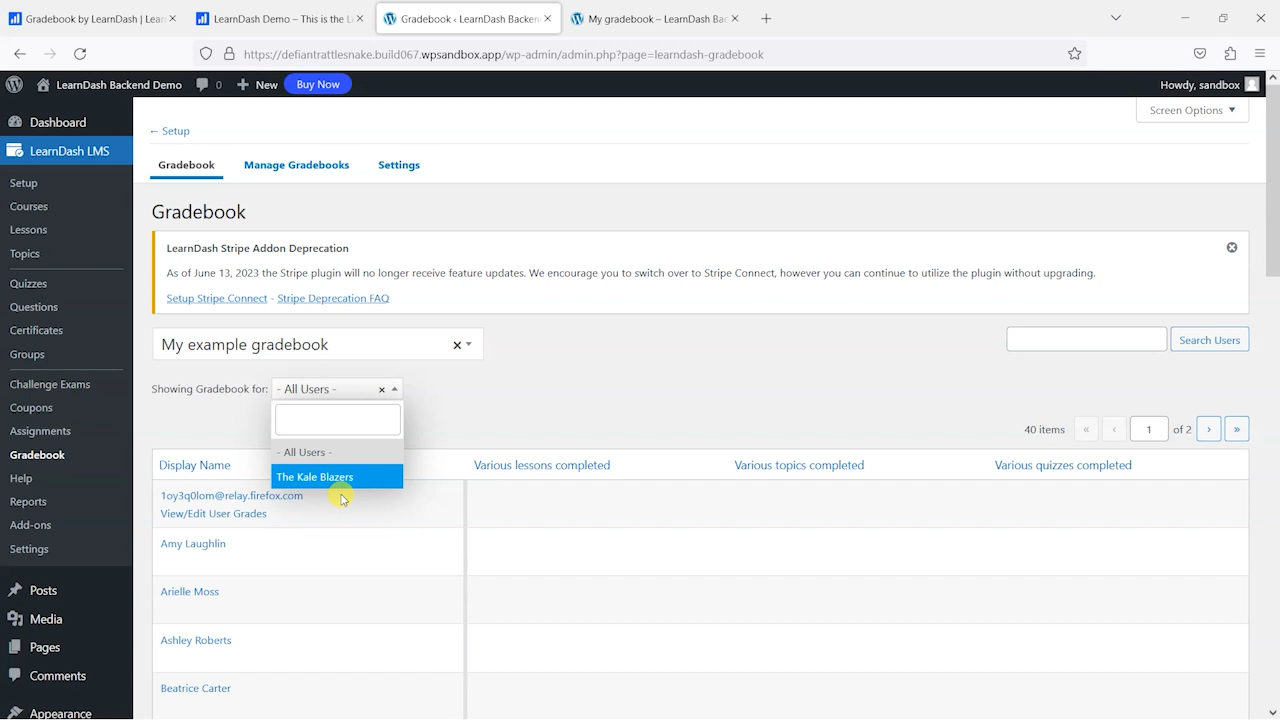 Gradebook by LearnDash | Lear
LearnDash Demo – This is the L
Gradebook ‹ LearnDash Backen
My gradebook – LearnDash Bac
https://defiantrattlesnake.build067.wpsandbox.app/wp-admin/admin.php?page=learndash-gradebook
LearnDash Backend Demo
0
New
Buy Now
Howdy, sandbox
Screen Options
Dashboard
LearnDash LMS
Setup
Courses
Lessons
Topics
Quizzes
Questions
Certificates
Groups
Challenge Exams
Coupons
Assignments
Gradebook
Help
Reports
Add-ons
Settings
Posts
Media
Pages
Comments
Appearance
← Setup
Gradebook Manage Gradebooks Settings
Gradebook
LearnDash Stripe Addon Deprecation
As of June 13, 2023 the Stripe plugin will no longer receive feature updates. We encourage you to switch over to Stripe Connect, however you can continue to utilize the plugin without upgrading.
Setup Stripe Connect - Stripe Deprecation FAQ
My example gradebook ×
Search Users
Showing Gradebook for: - All Users - ×
- All Users -
The Kale Blazers
40 items « ‹ 1 of 2 › »
Display Name Various lessons completed Various topics completed Various quizzes completed
1oy3q0lom@relay.firefox.com
View/Edit User Grades
Amy Laughlin
Arielle Moss
Ashley Roberts
Beatrice Carter